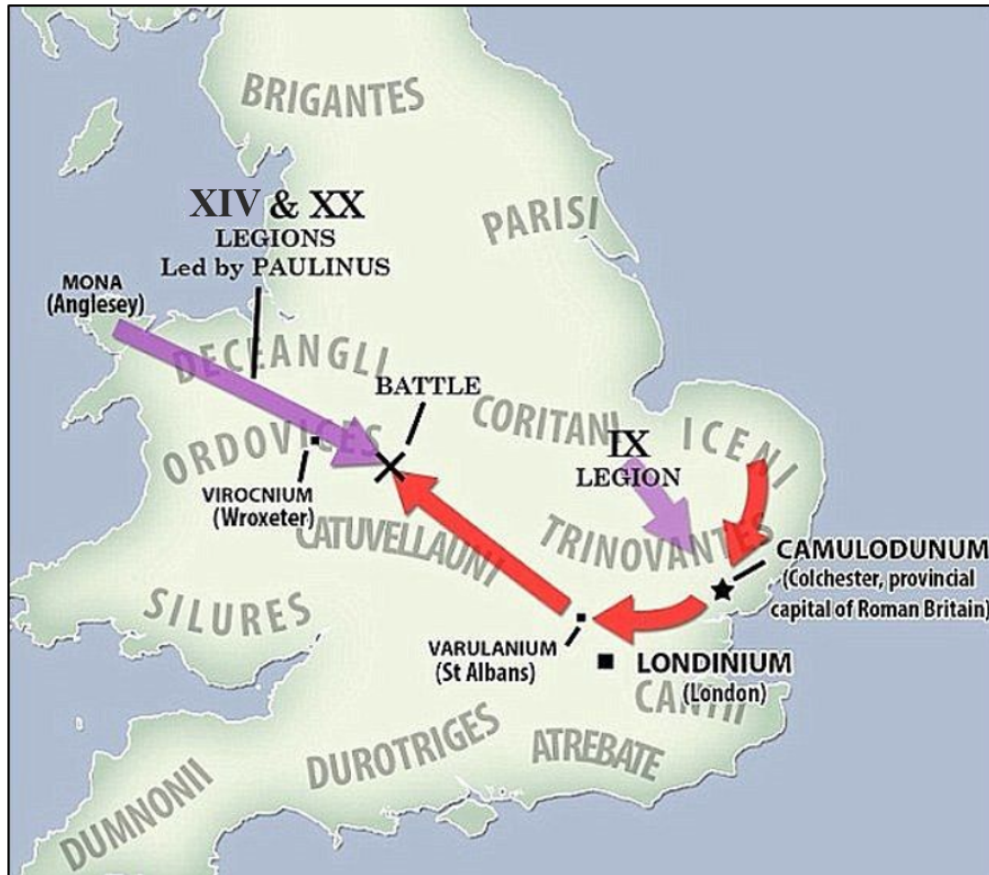 BRIGANTES
XIV & XX
LEGIONS
Led by PAULINUS
PARISI
MONA
(Anglesey)
DECEANGLI
BATTLE
CORITANI
ICENI
ORDOVICES
IX
LEGION
VIROCNIUM
(Wroxeter)
CATUVELLAUNI
TRINOVANTES
CAMULODUNUM
(Colchester, provincial
capital of Roman Britain)
SILURES
VARULANIUM
(St Albans)
LONDINIUM
(London)
CANTII
DUROTRIGES
ATREBATE
DUMNONII